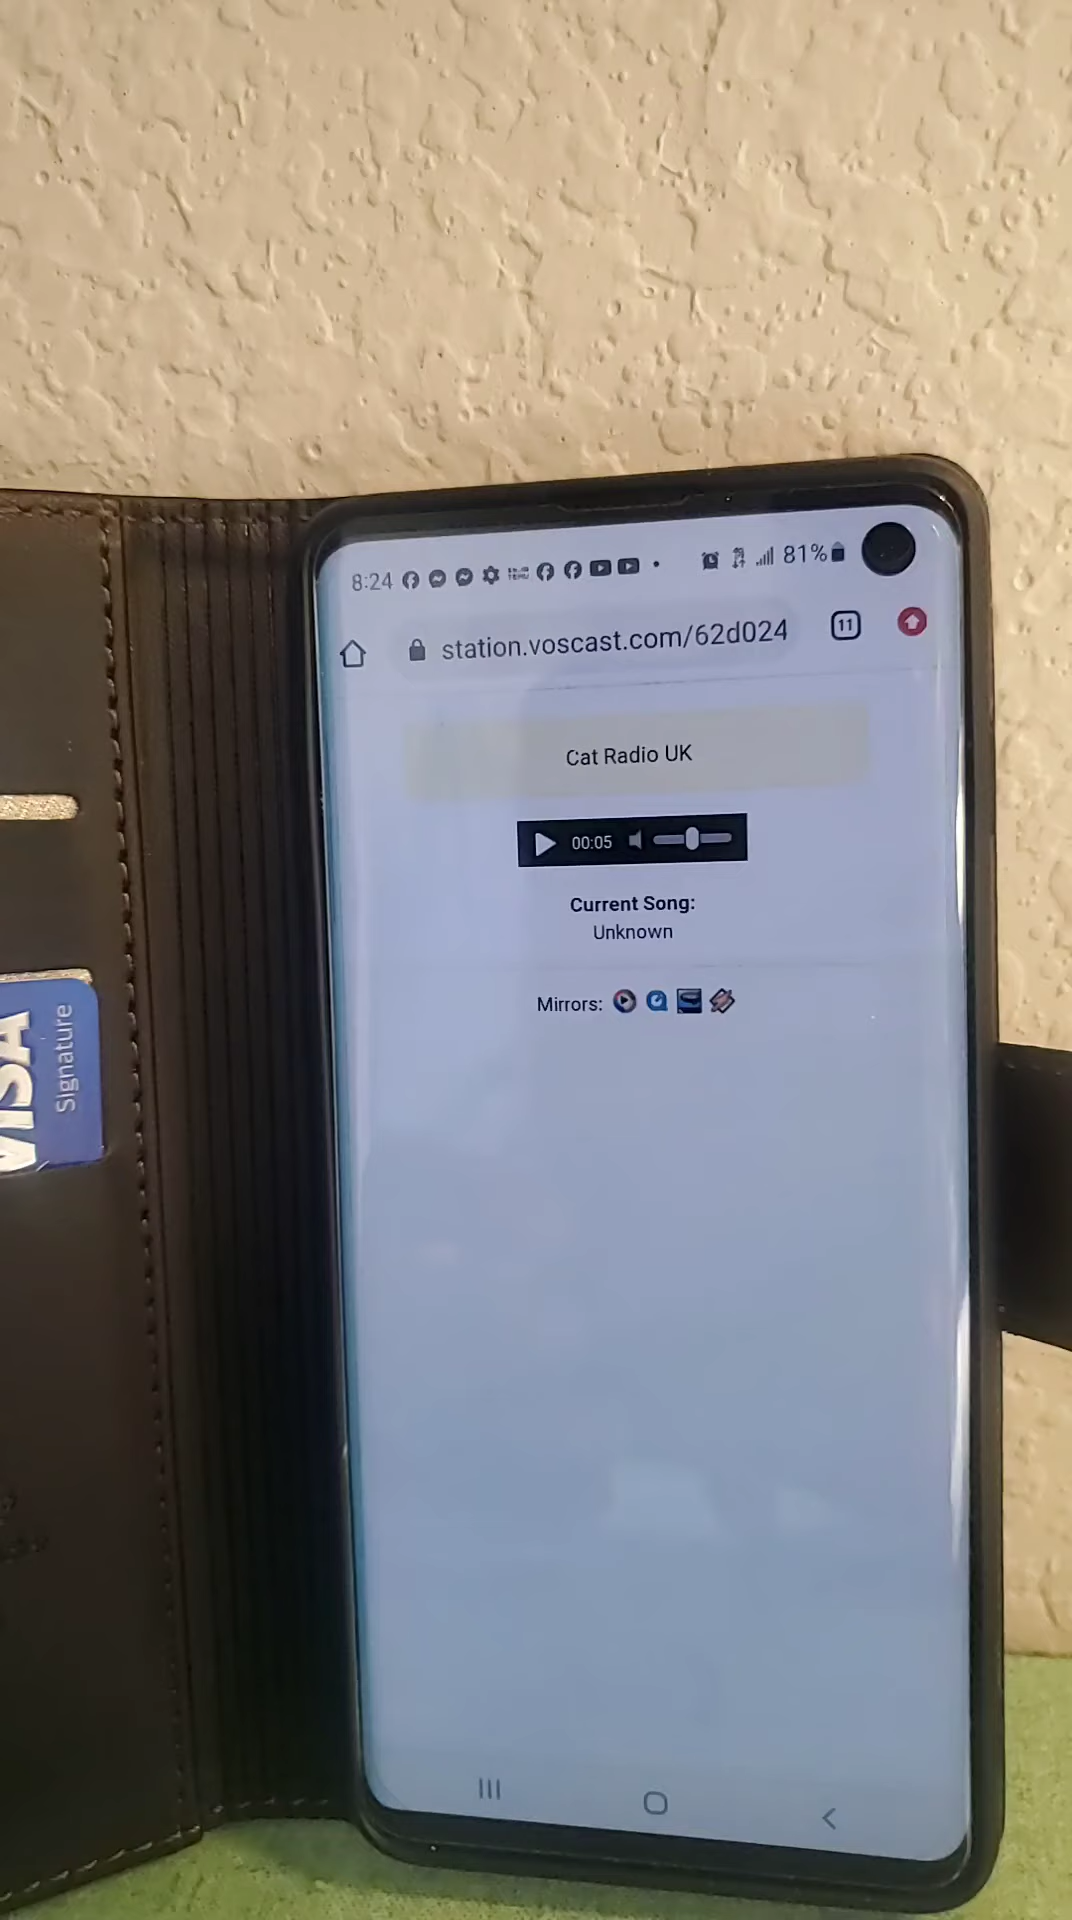 8:24 81%
station.voscast.com/62d024 11
Cat Radio UK
00:05
Current Song:
Unknown
Mirrors:
VISA
Signature